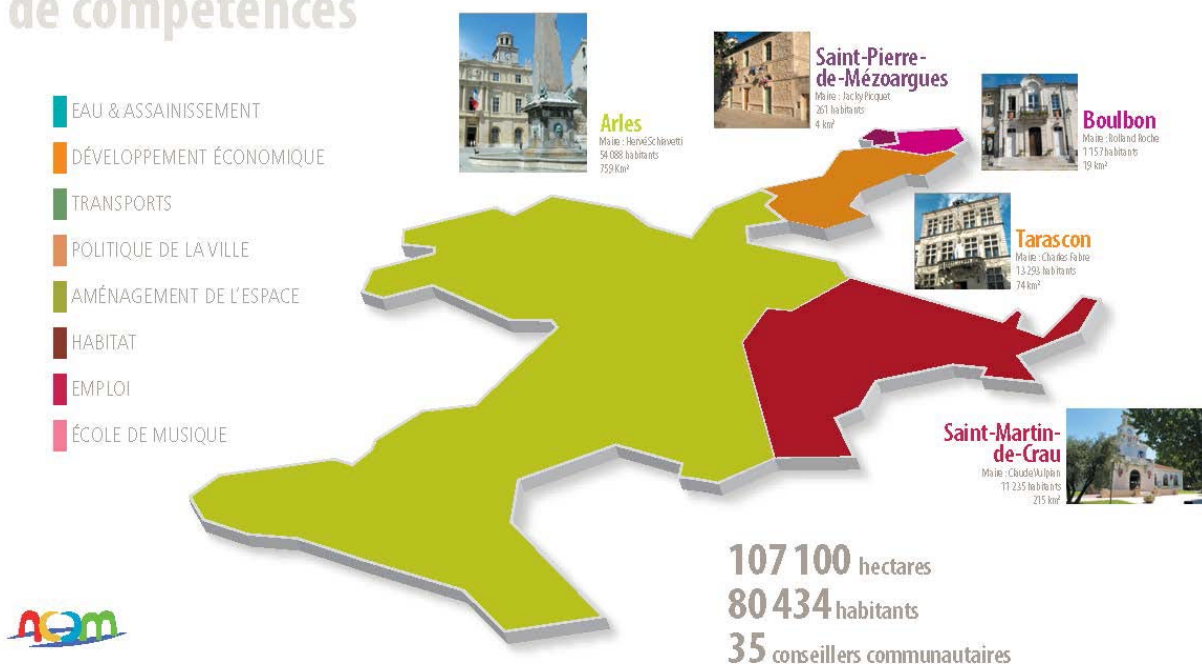 de compétences
EAU & ASSAINISSEMENT
DÉVELOPPEMENT ÉCONOMIQUE
TRANSPORTS
POLITIQUE DE LA VILLE
AMÉNAGEMENT DE L'ESPACE
HABITAT
EMPLOI
ÉCOLE DE MUSIQUE
Arles
Maire : Hervé Schiavetti
54 088 habitants
759 Km²
Saint-Pierre-
de-Mézoargues
Maire : Jacky Picquet
261 habitants
4 km²
Boulbon
Maire : Rolland Roche
1 157 habitants
19 km²
Tarascon
Maire : Charles Fabre
13 293 habitants
74 km²
Saint-Martin-
de-Crau
Maire : Claude Vulpian
11 235 habitants
215 km²
107 100 hectares
80 434 habitants
35 conseillers communautaires